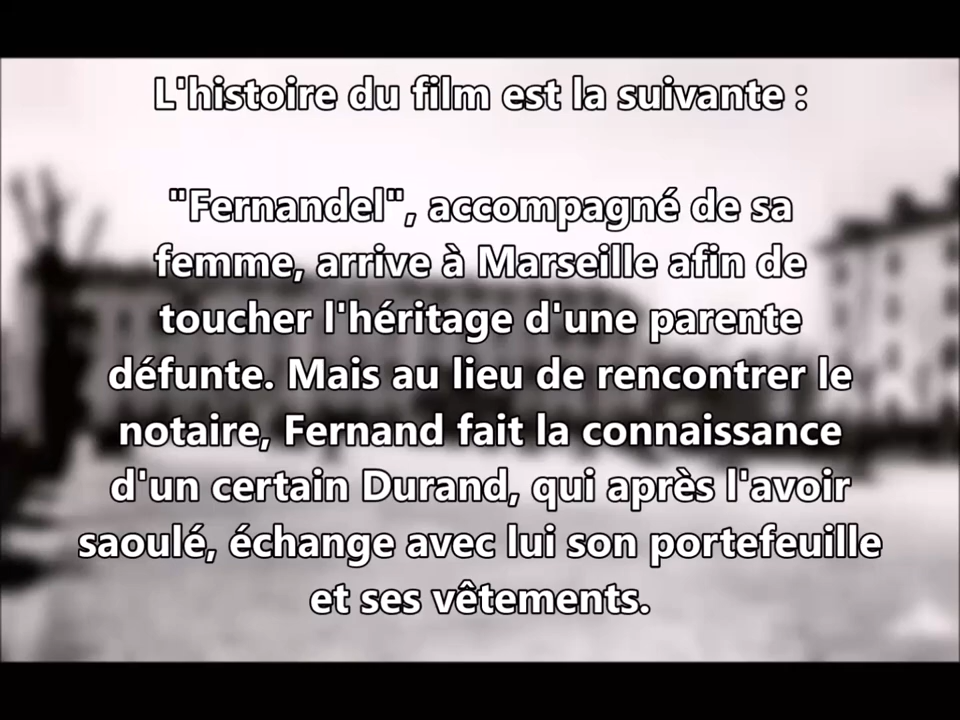 L'histoire du film est la suivante :
"Fernandel", accompagné de sa
femme, arrive à Marseille afin de
toucher l'héritage d'une parente
défunte. Mais au lieu de rencontrer le
notaire, Fernand fait la connaissance
d'un certain Durand, qui après l'avoir
saoulé, échange avec lui son portefeuille
et ses vêtements.